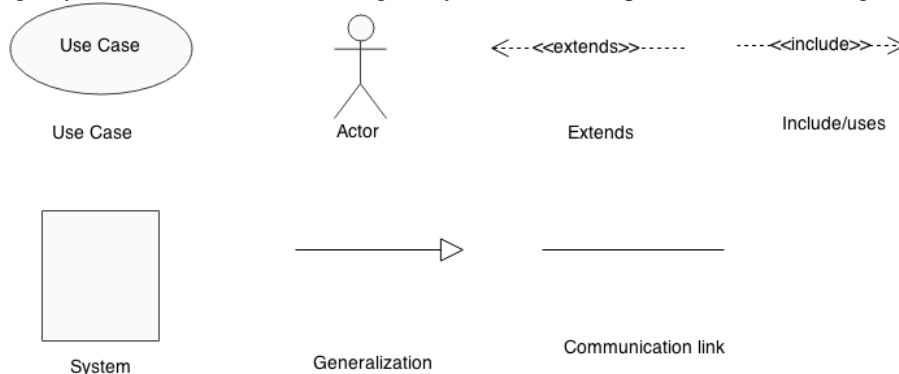 Use Case
<<extends>>
<<include>>
Use Case
Actor
Extends
Include/uses
System
Generalization
Communication link